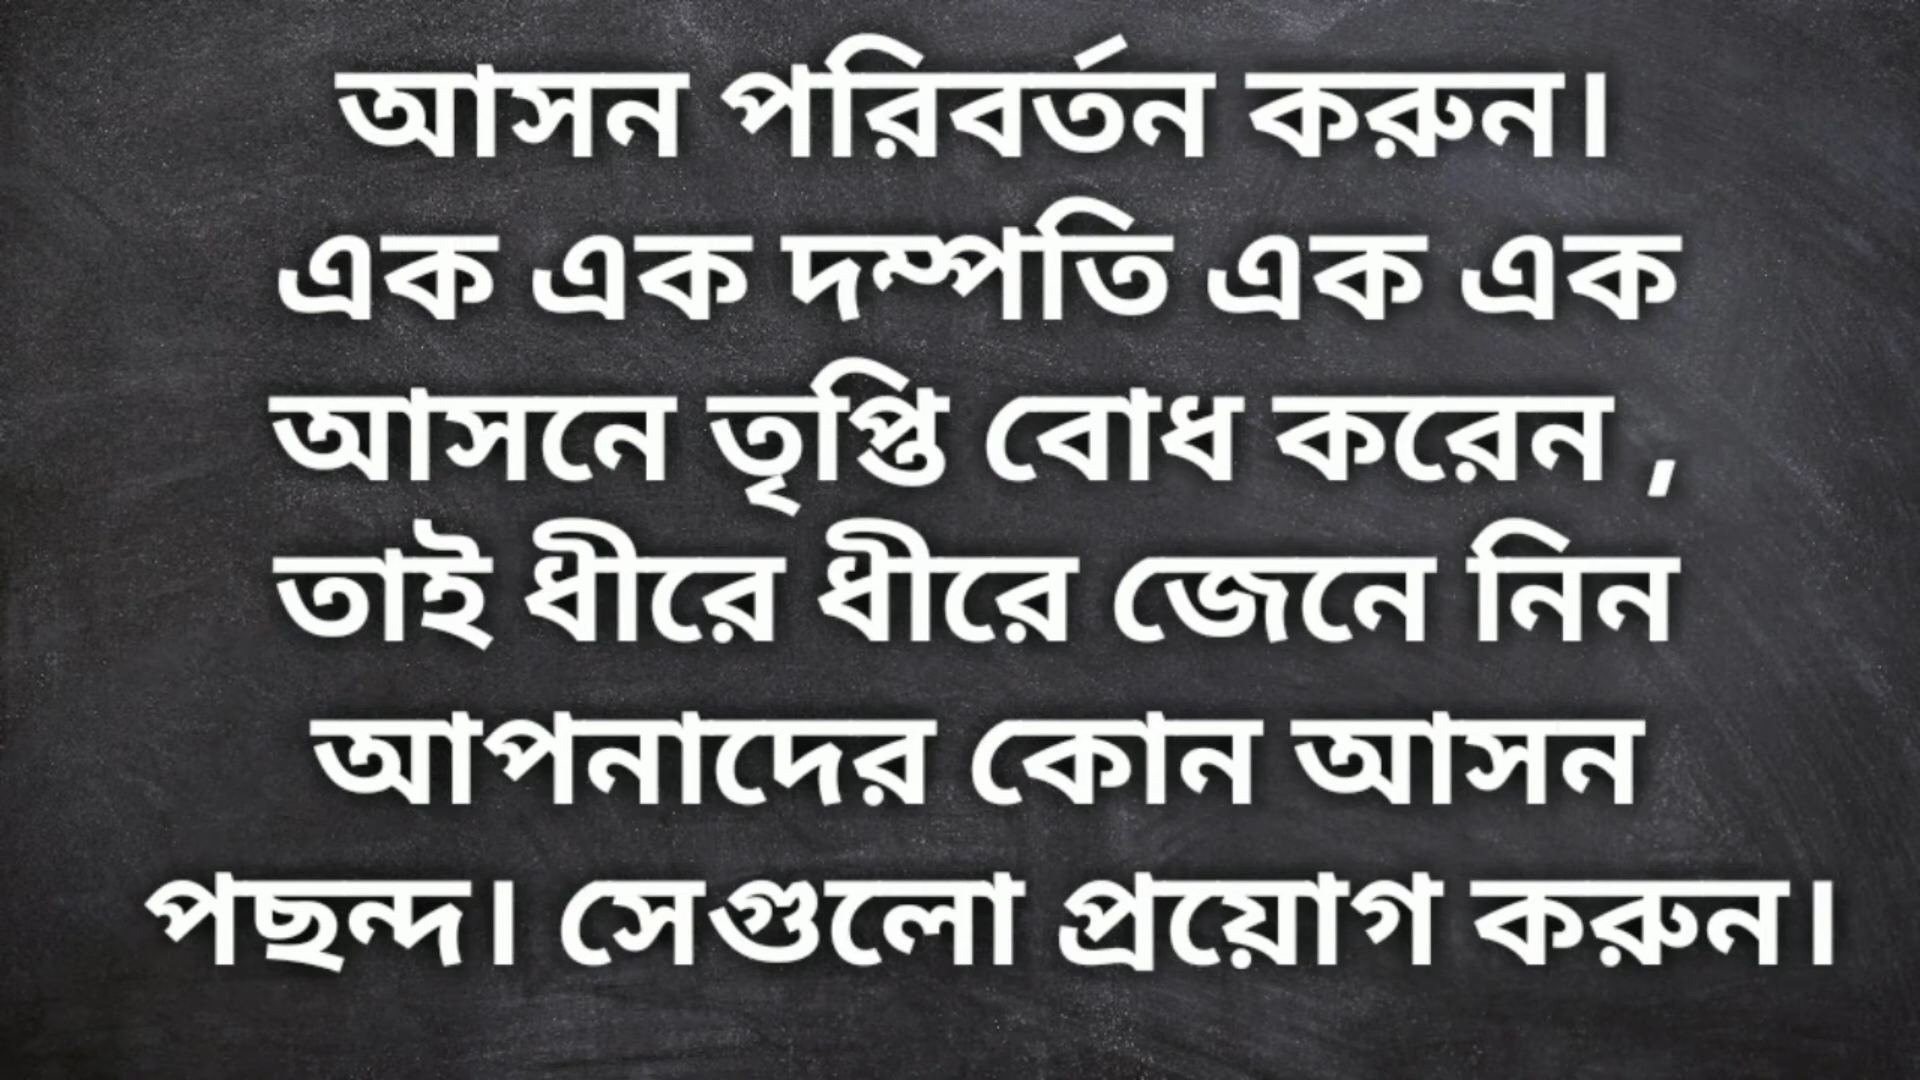 আসন পরিবর্তন করুন।
এক এক দম্পতি এক এক
আসনে তৃপ্তি বোধ করেন ,
তাই ধীরে ধীরে জেনে নিন
আপনাদের কোন আসন
পছন্দ। সেগুলো প্রয়োগ করুন।